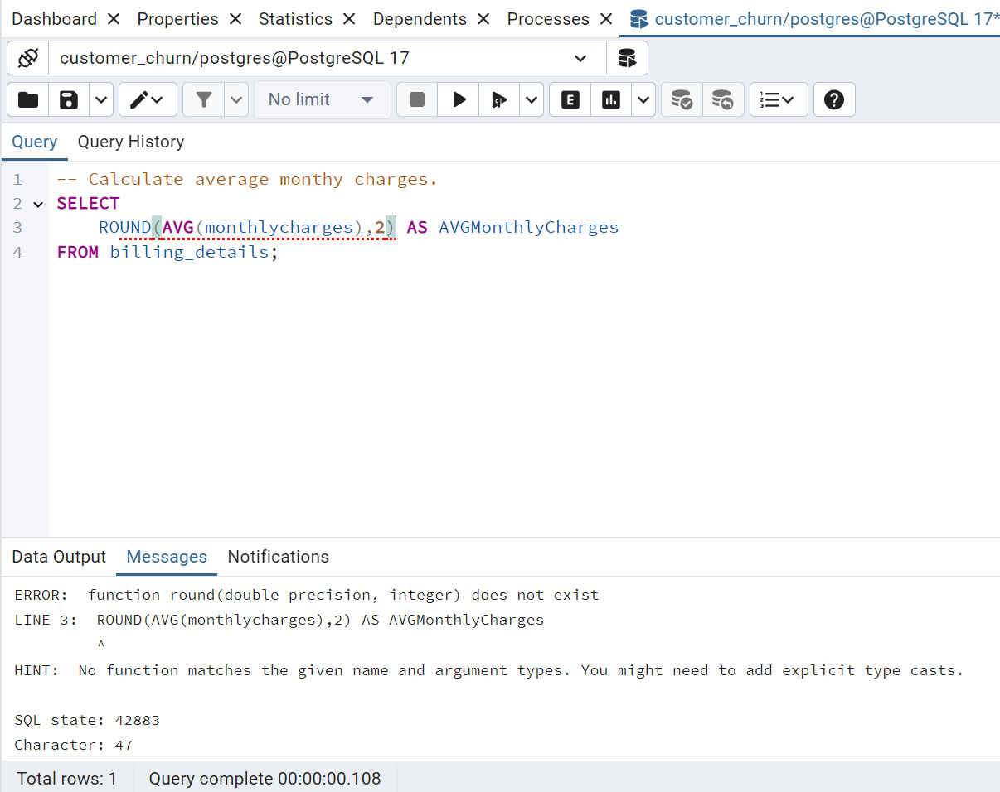 Dashboard Properties Statistics Dependents Processes customer_churn/postgres@PostgreSQL 17*
customer_churn/postgres@PostgreSQL 17
No limit E
Query Query History
1 -- Calculate average monthy charges.
2 SELECT
3 ROUND(AVG(monthlycharges),2) AS AVGMonthlyCharges
4 FROM billing_details;
Data Output Messages Notifications
ERROR:  function round(double precision, integer) does not exist
LINE 3:  ROUND(AVG(monthlycharges),2) AS AVGMonthlyCharges
^
HINT:  No function matches the given name and argument types. You might need to add explicit type casts.
SQL state: 42883
Character: 47
Total rows: 1 Query complete 00:00:00.108